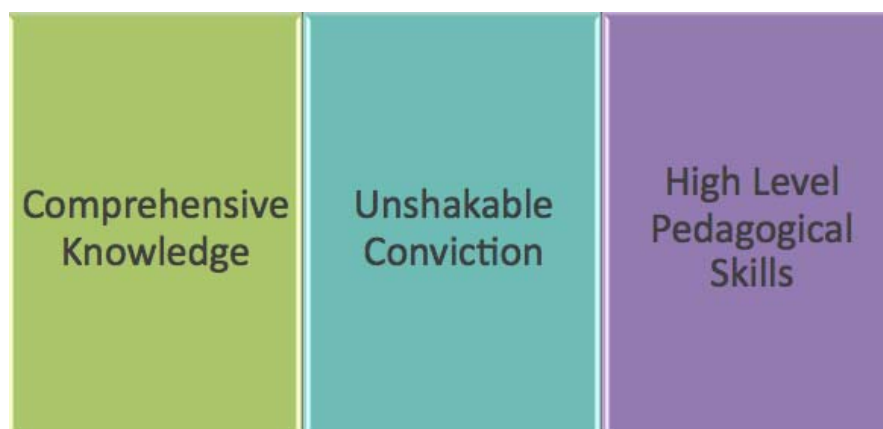 Comprehensive
Knowledge
Unshakable
Conviction
High Level
Pedagogical
Skills